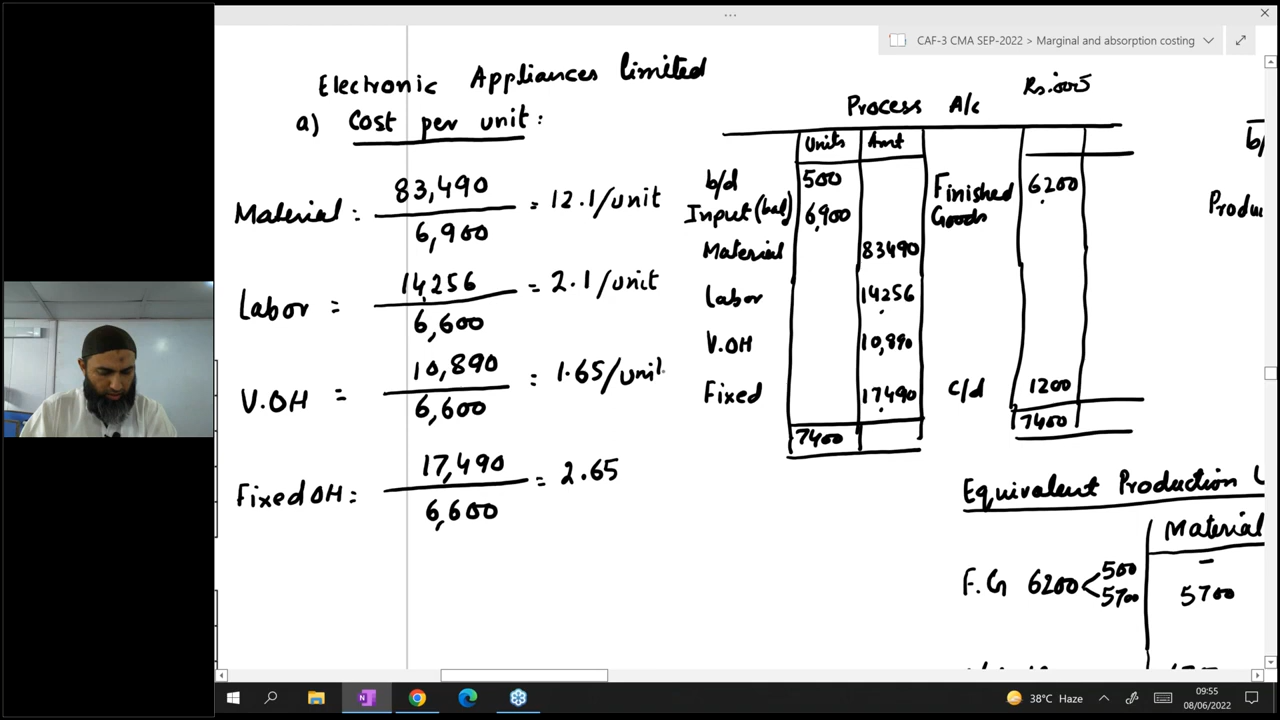 CAF-3 CMA SEP-2022 > Marginal and absorption costing
Electronic Appliances limited
a) Cost per unit:
Material: 83,490 / 6,900 = 12.1/unit
Labor = 14,256 / 6,600 = 2.1/unit
V.OH = 10,890 / 6,600 = 1.65/unit
Fixed OH: 17,490 / 6,600 = 2.65
Process A/c
Units Amt
b/d 500 Finished Goods 6200
Input (bal) 6,900
Material 83490
Labor 14256
V.OH 10,890
Fixed 17490 c/d 1200
7400 7400
b/
Produ
Equivalent Production
Material
F.G 6200 500 -
5700 5700
38°C Haze
09:55
08/06/2022